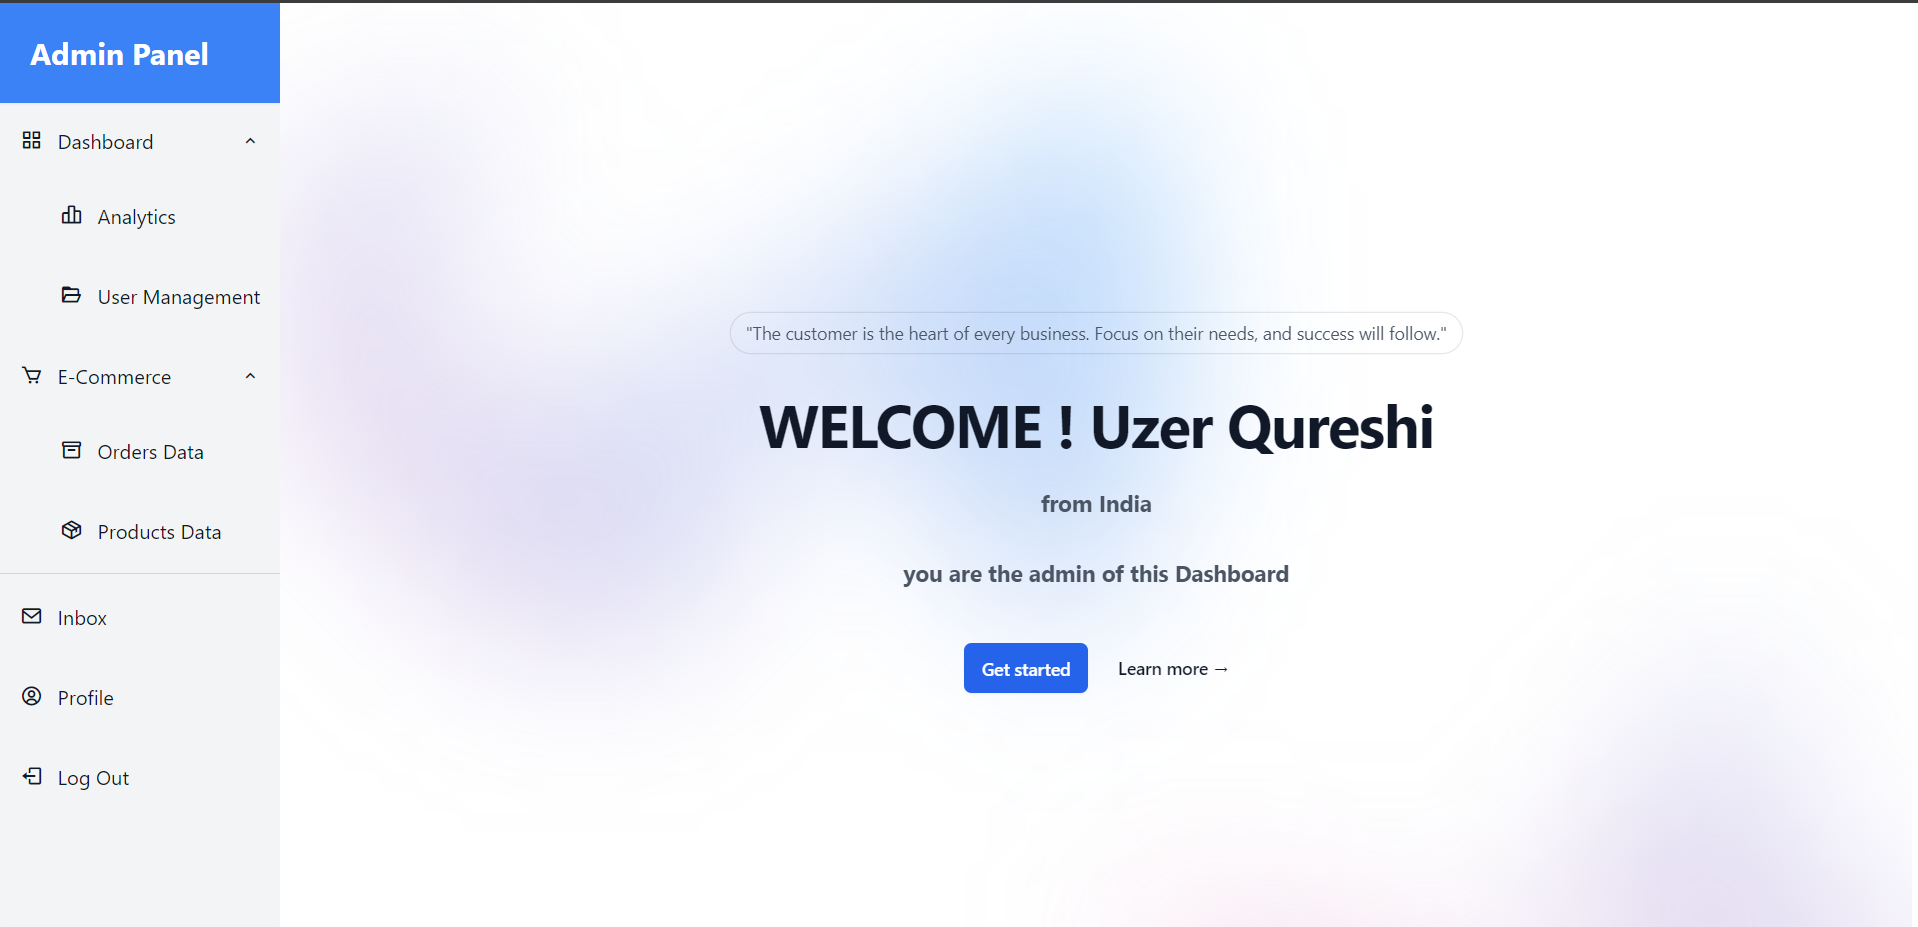 Admin Panel
Dashboard
Analytics
User Management
E-Commerce
Orders Data
Products Data
Inbox
Profile
Log Out
"The customer is the heart of every business. Focus on their needs, and success will follow."
WELCOME ! Uzer Qureshi
from India
you are the admin of this Dashboard
Get started
Learn more →